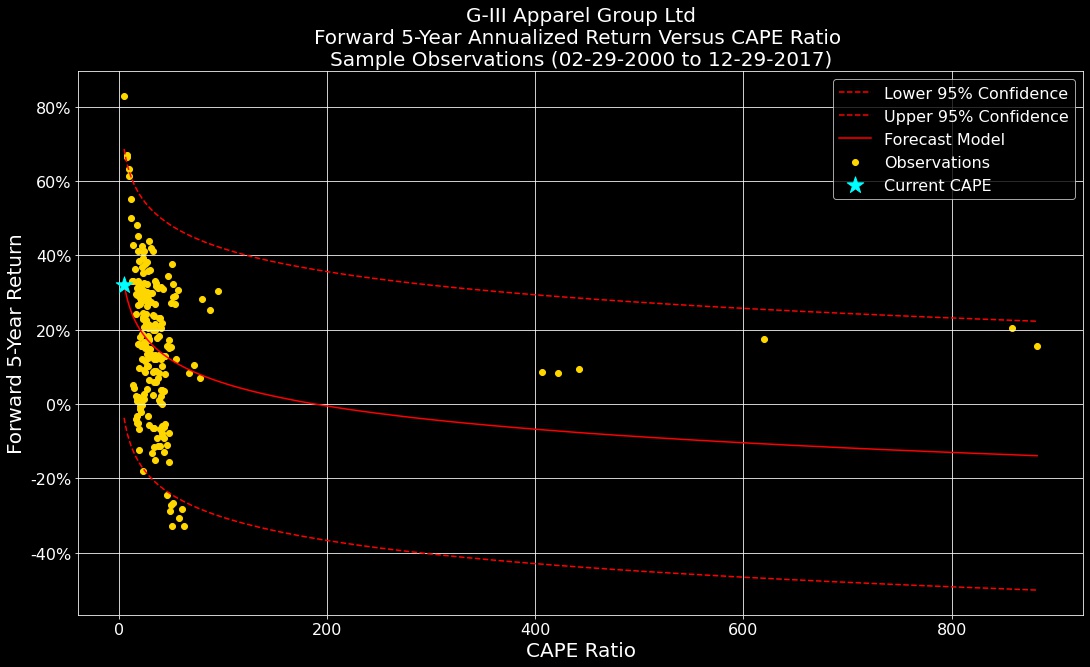 G-III Apparel Group Ltd
Forward 5-Year Annualized Return Versus CAPE Ratio
Sample Observations (02-29-2000 to 12-29-2017)
Lower 95% Confidence
Upper 95% Confidence
Forecast Model
Observations
Current CAPE
Forward 5-Year Return
80%
60%
40%
20%
0%
-20%
-40%
0 200 400 600 800
CAPE Ratio